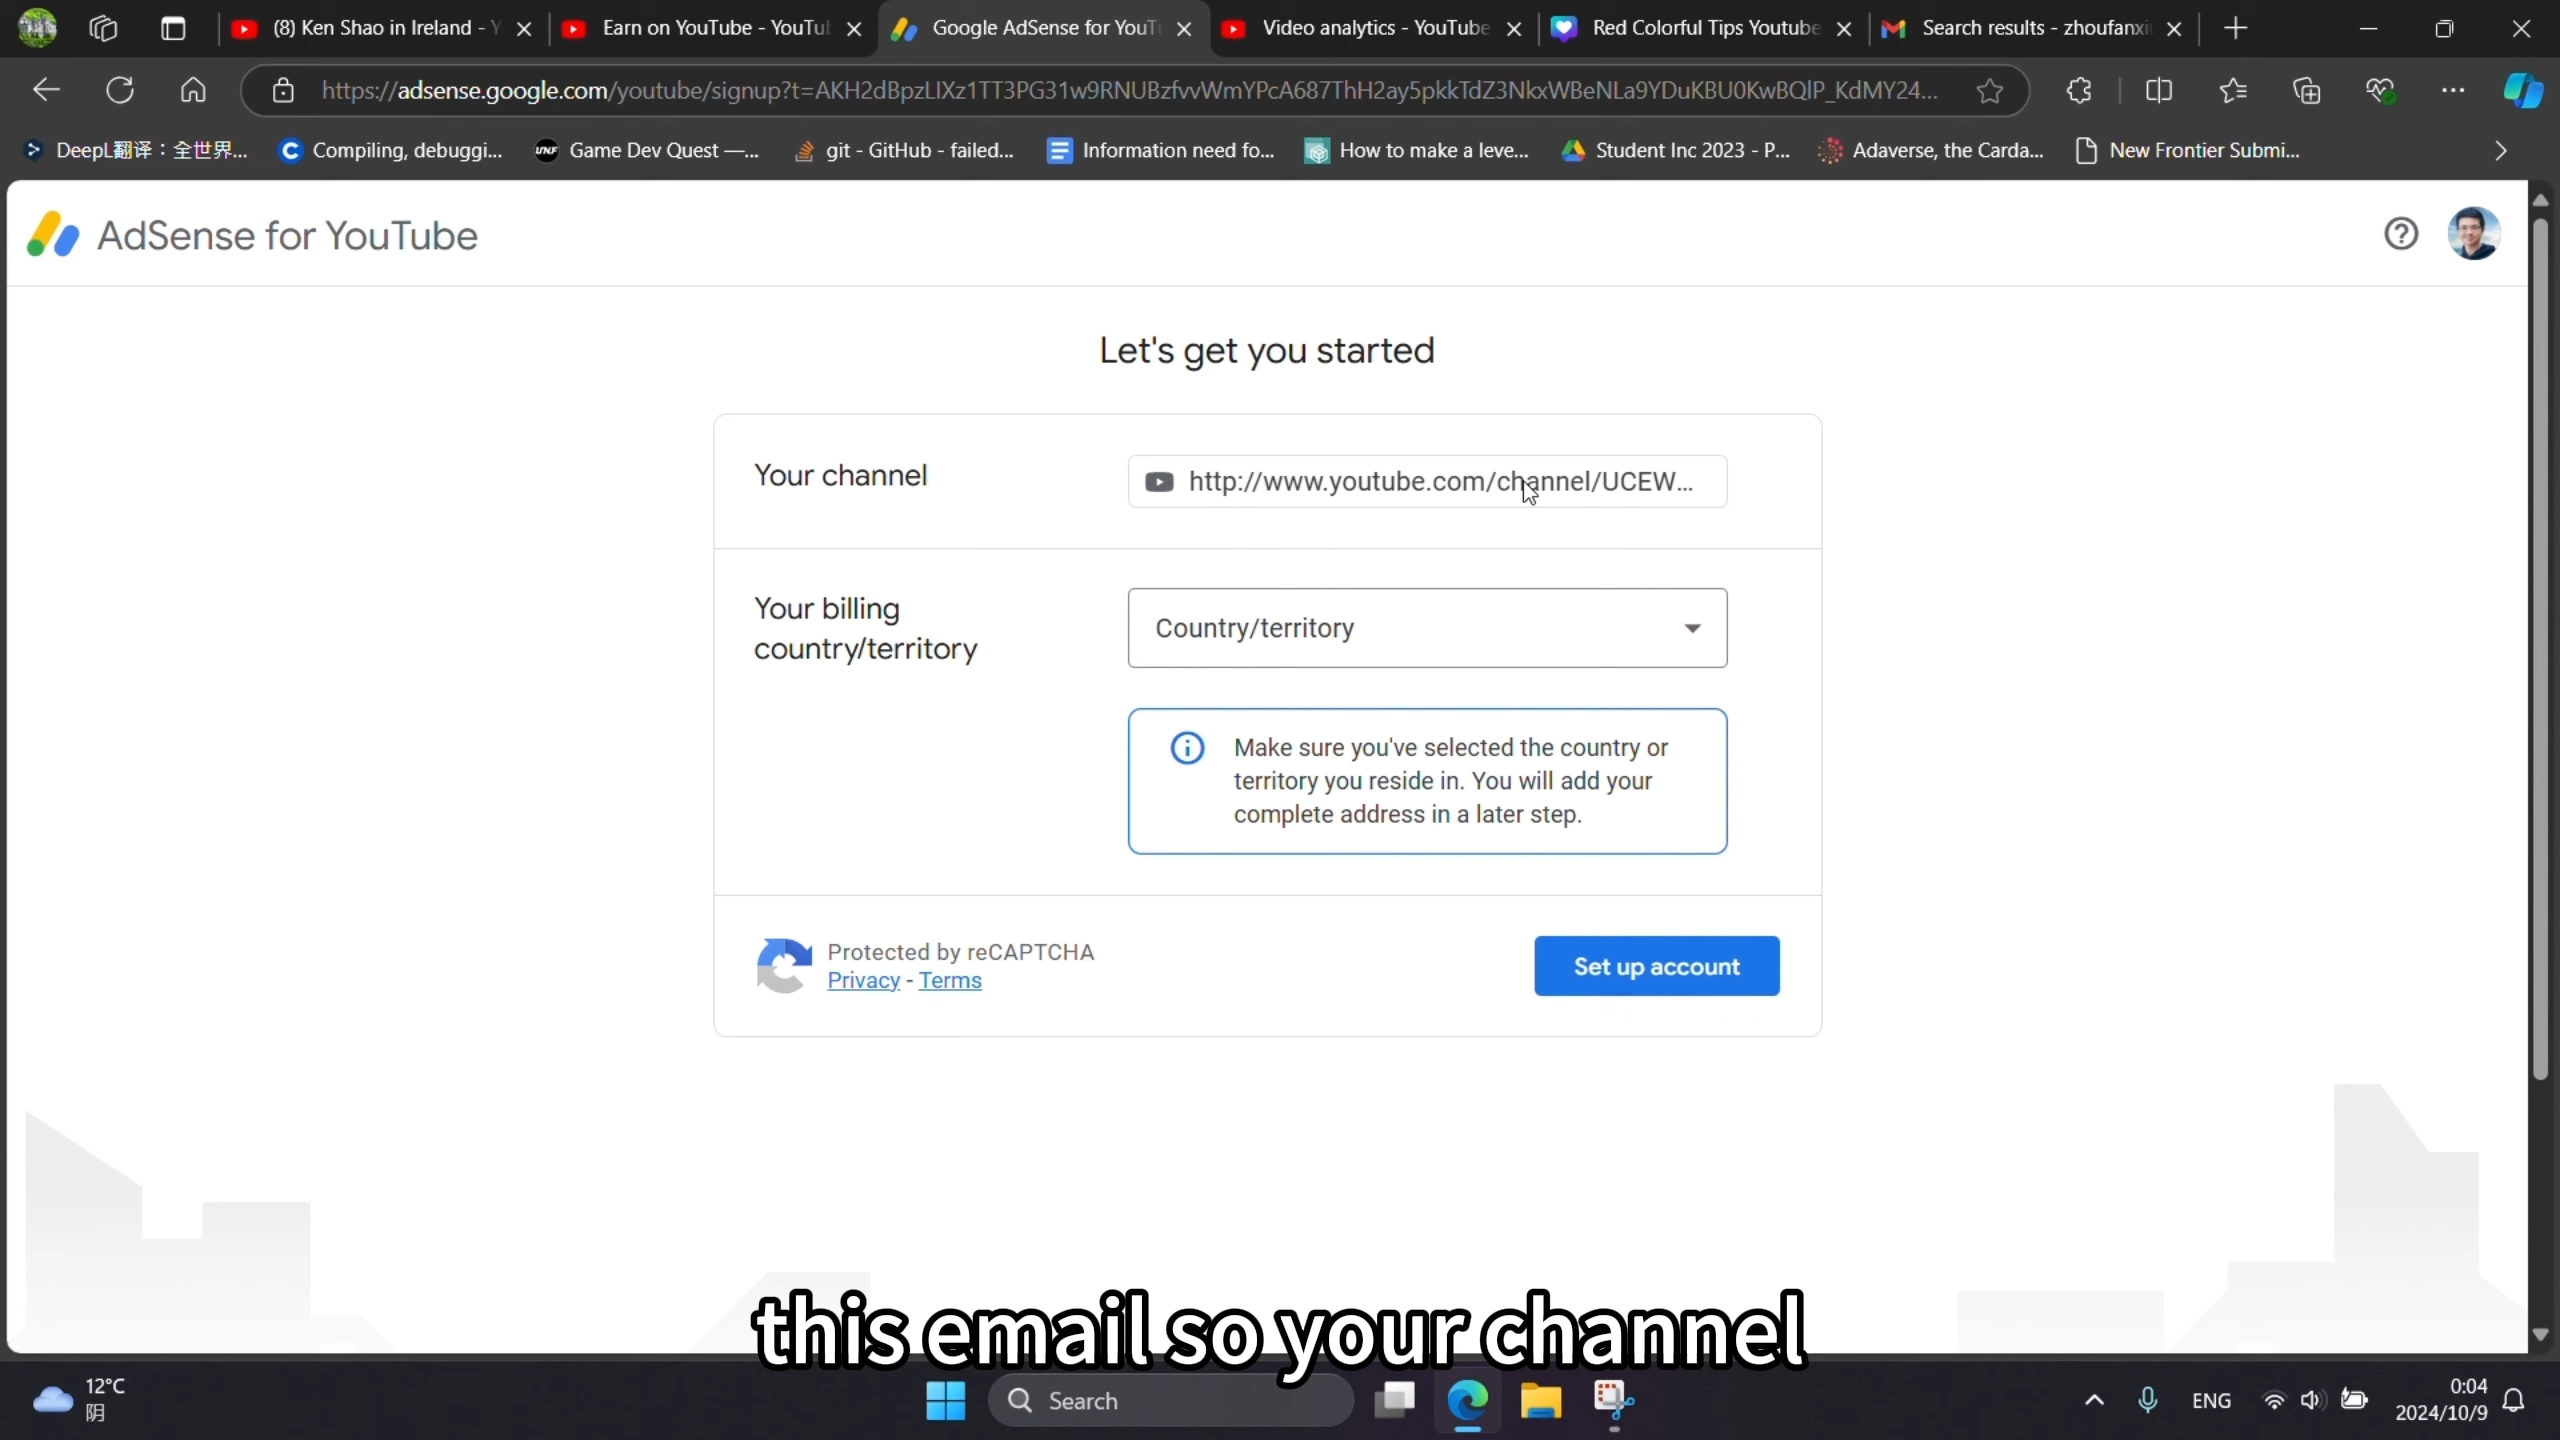 (8) Ken Shao in Ireland - Y
Earn on YouTube - YouTul
Google AdSense for YouT
Video analytics - YouTube
Red Colorful Tips Youtube
Search results - zhoufanxi
https://adsense.google.com/youtube/signup?t=AKH2dBpzLIXz1TT3PG31w9RNUBzfvvWmYPcA687ThH2ay5pkkTdZ3NkxWBeNLa9YDuKBU0KwBQlP_KdMY24...
DeepL翻译：全世界...
Compiling, debuggi...
UNF
Game Dev Quest —...
git - GitHub - failed...
Information need fo...
How to make a leve...
Student Inc 2023 - P...
Adaverse, the Carda...
New Frontier Submi...
AdSense for YouTube
Let's get you started
Your channel
http://www.youtube.com/channel/UCEW...
Your billing
country/territory
Country/territory
Make sure you've selected the country or
territory you reside in. You will add your
complete address in a later step.
Protected by reCAPTCHA
Privacy - Terms
Set up account
this email so your channel
12°C
阴
Search
ENG
0:04
2024/10/9